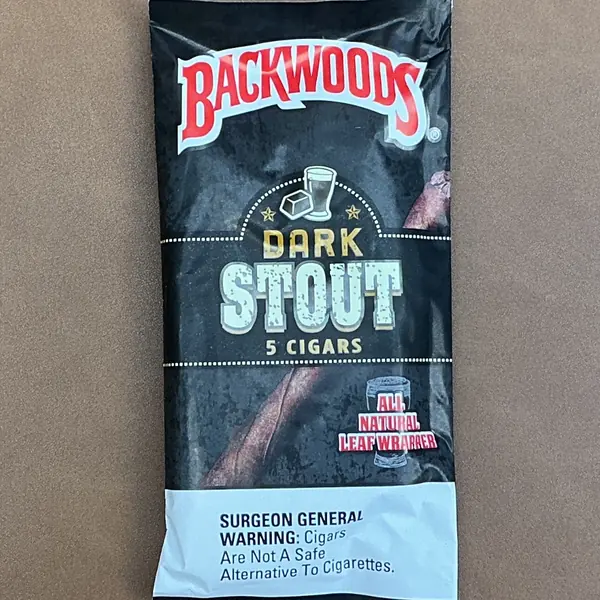 BACKWOODS®
DARK
STOUT
5 CIGARS
ALL
NATURAL
LEAF WRAPPER
SURGEON GENERAL
WARNING: Cigars
Are Not A Safe
Alternative To Cigarettes.